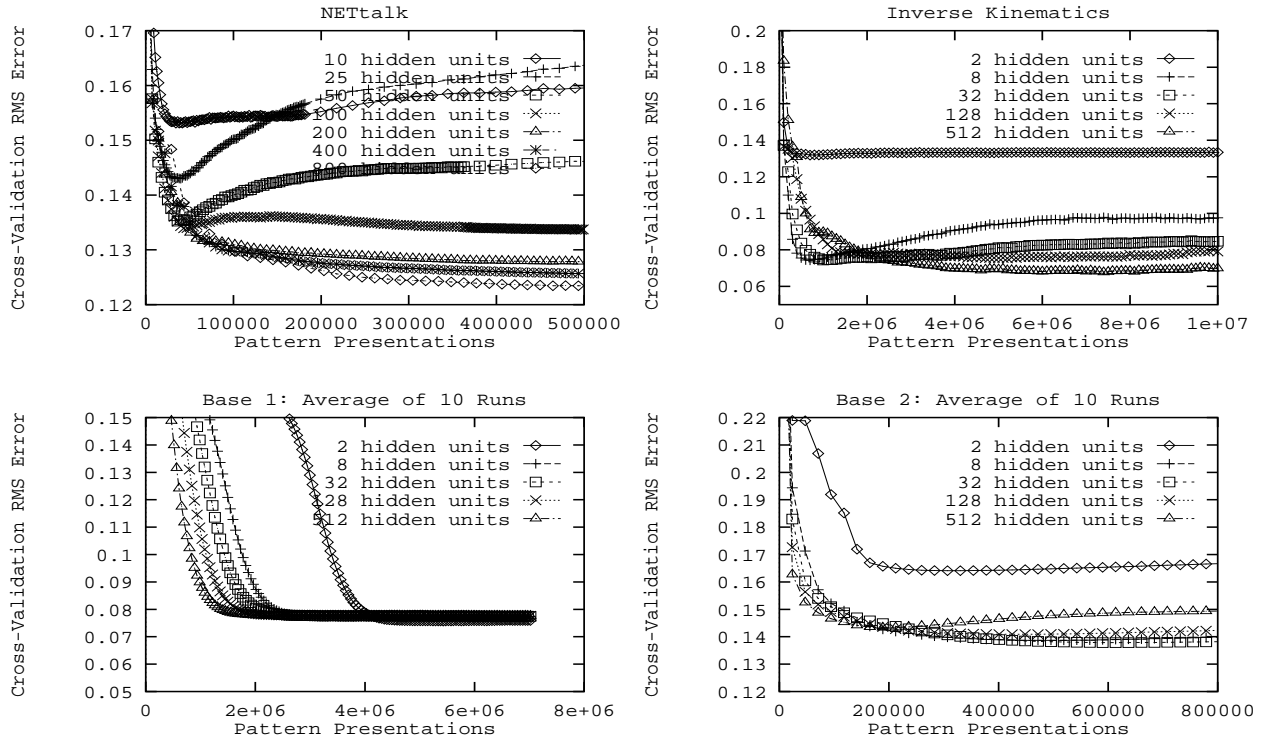 NETtalk
Cross-Validation RMS Error
0.17
0.16
0.15
0.14
0.13
0.12
10 hidden units
25 hidden units
50 hidden units
100 hidden units
200 hidden units
400 hidden units
hidden units
0 100000 200000 300000 400000 500000
Pattern Presentations
Inverse Kinematics
Cross-Validation RMS Error
0.2
0.18
0.16
0.14
0.12
0.1
0.08
0.06
2 hidden units
8 hidden units
32 hidden units
128 hidden units
512 hidden units
0 2e+06 4e+06 6e+06 8e+06 1e+07
Pattern Presentations
Base 1: Average of 10 Runs
Cross-Validation RMS Error
0.15
0.14
0.13
0.12
0.11
0.1
0.09
0.08
0.07
0.06
0.05
2 hidden units
8 hidden units
32 hidden units
128 hidden units
512 hidden units
0 2e+06 4e+06 6e+06 8e+06
Pattern Presentations
Base 2: Average of 10 Runs
Cross-Validation RMS Error
0.22
0.21
0.2
0.19
0.18
0.17
0.16
0.15
0.14
0.13
0.12
2 hidden units
8 hidden units
32 hidden units
128 hidden units
512 hidden units
0 200000 400000 600000 800000
Pattern Presentations